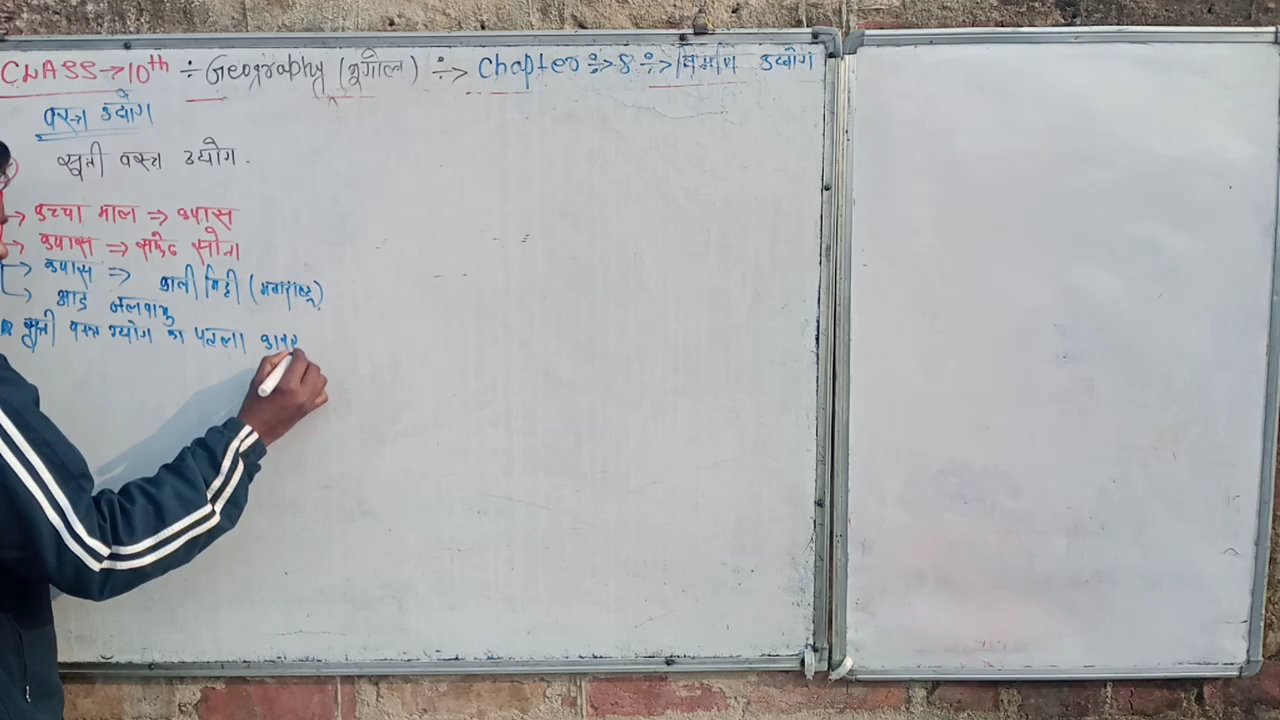 CLASS→10th ÷ Geography (भूगोल) ÷> Chapter ÷> 8 ÷> विर्माण उद्योग
वस्त्र उद्योग
सूती वस्त्र उद्योग.
→ कच्चा माल ⇒ कपास
→ कपास ⇒ सफेद सोना
→ कपास ⇒ काली मिट्टी (महाराष्ट्र)
→ आर्द्र जलवायु
सूती वस्त्र उद्योग का पहला